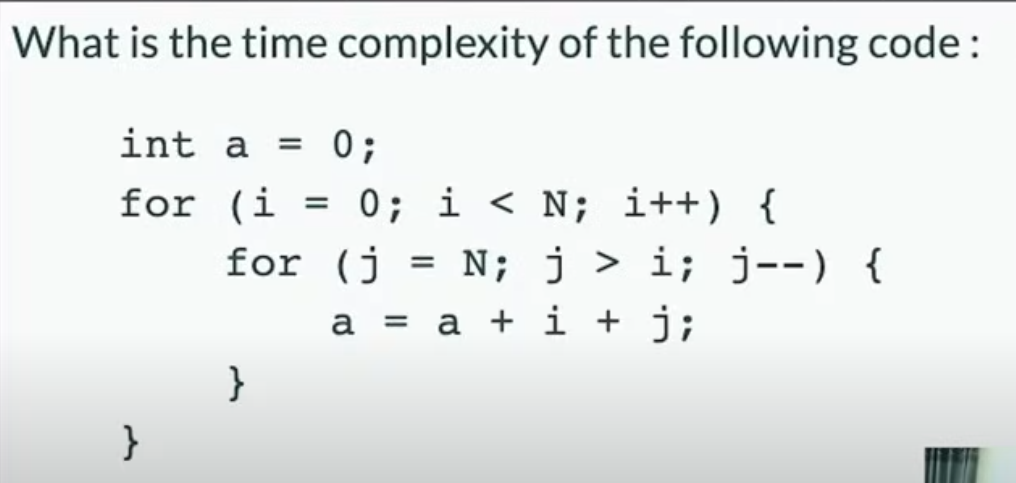 What is the time complexity of the following code :
int a = 0;
for (i = 0; i < N; i++) {
for (j = N; j > i; j--) {
a = a + i + j;
}
}